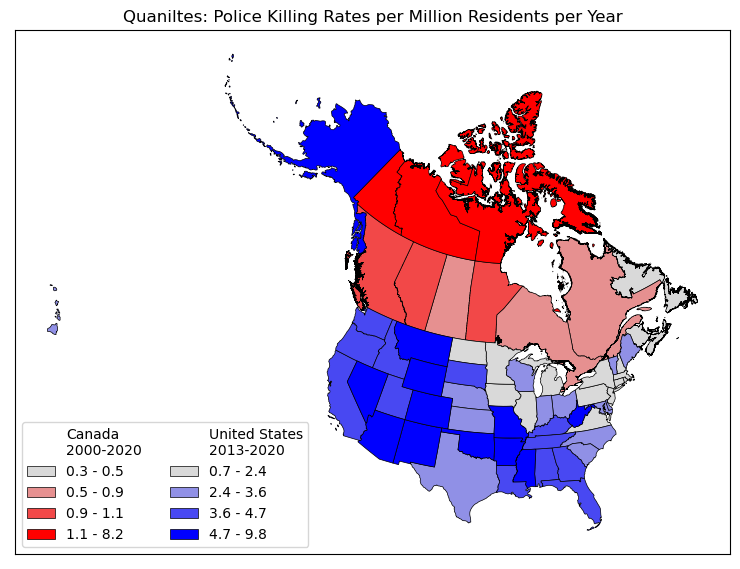 Quaniltes: Police Killing Rates per Million Residents per Year
Canada
2000-2020
0.3 - 0.5
0.5 - 0.9
0.9 - 1.1
1.1 - 8.2
United States
2013-2020
0.7 - 2.4
2.4 - 3.6
3.6 - 4.7
4.7 - 9.8